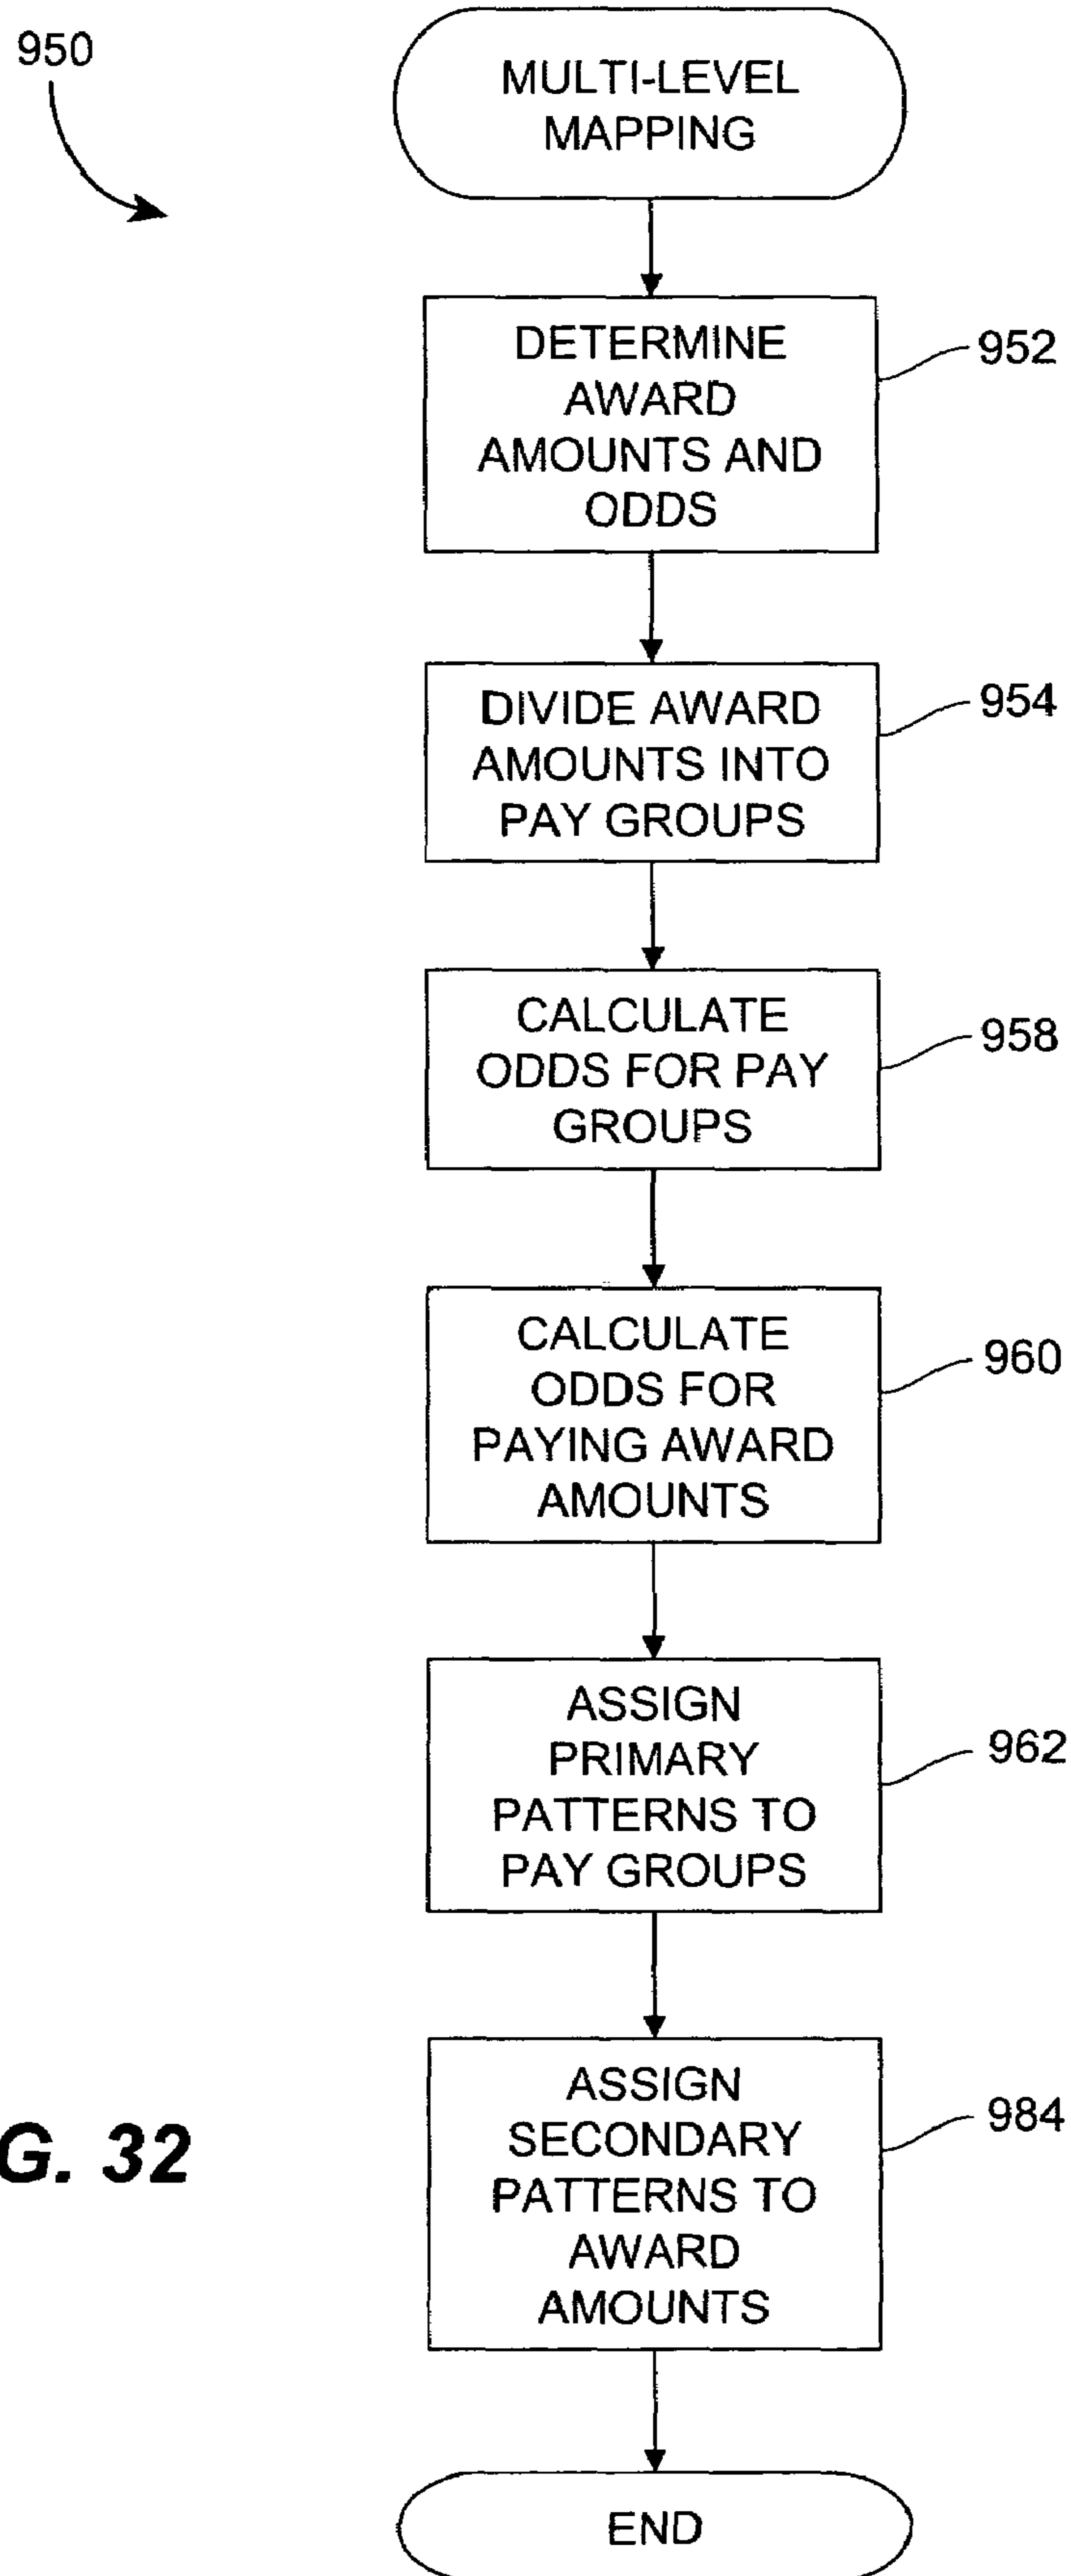 950
MULTI-LEVEL
MAPPING
DETERMINE
AWARD
AMOUNTS AND
ODDS
952
DIVIDE AWARD
AMOUNTS INTO
PAY GROUPS
954
CALCULATE
ODDS FOR PAY
GROUPS
958
CALCULATE
ODDS FOR
PAYING AWARD
AMOUNTS
960
ASSIGN
PRIMARY
PATTERNS TO
PAY GROUPS
962
ASSIGN
SECONDARY
PATTERNS TO
AWARD
AMOUNTS
984
G. 32
END